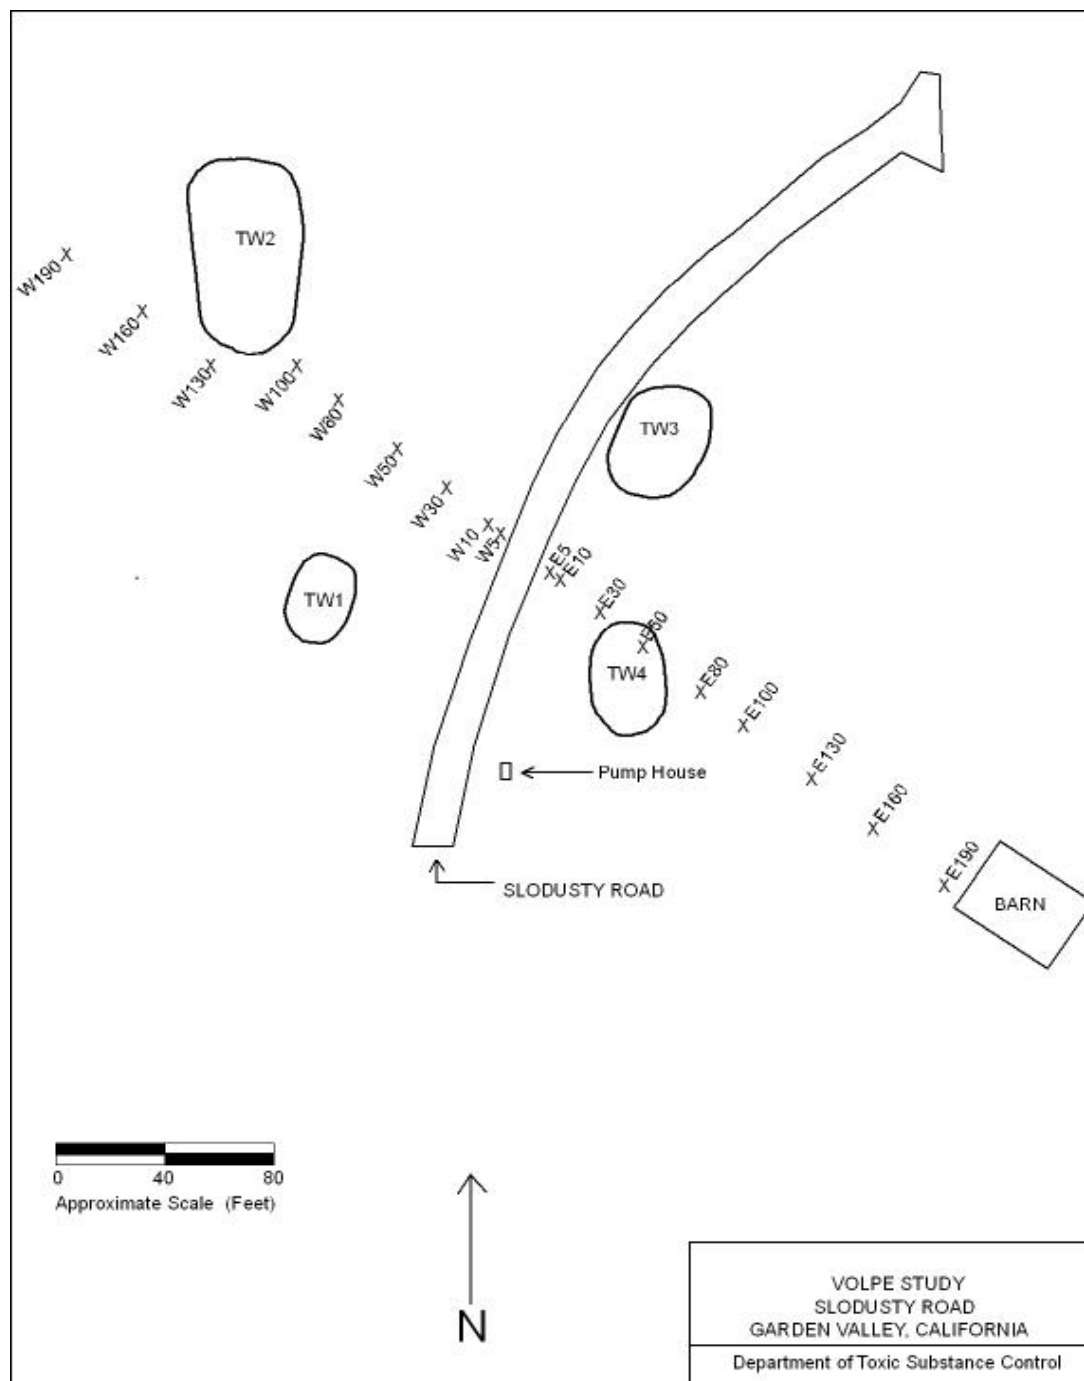 TW2
W190
W160
W130
W100
W80
W50
W30
W10
W5
TW3
TW1
E5
E10
E30
E50
TW4
E80
E100
E130
E160
E190
Pump House
SLODUSTY ROAD
BARN
0 40 80
Approximate Scale (Feet)
N
VOLPE STUDY
SLODUSTY ROAD
GARDEN VALLEY, CALIFORNIA
Department of Toxic Substance Control